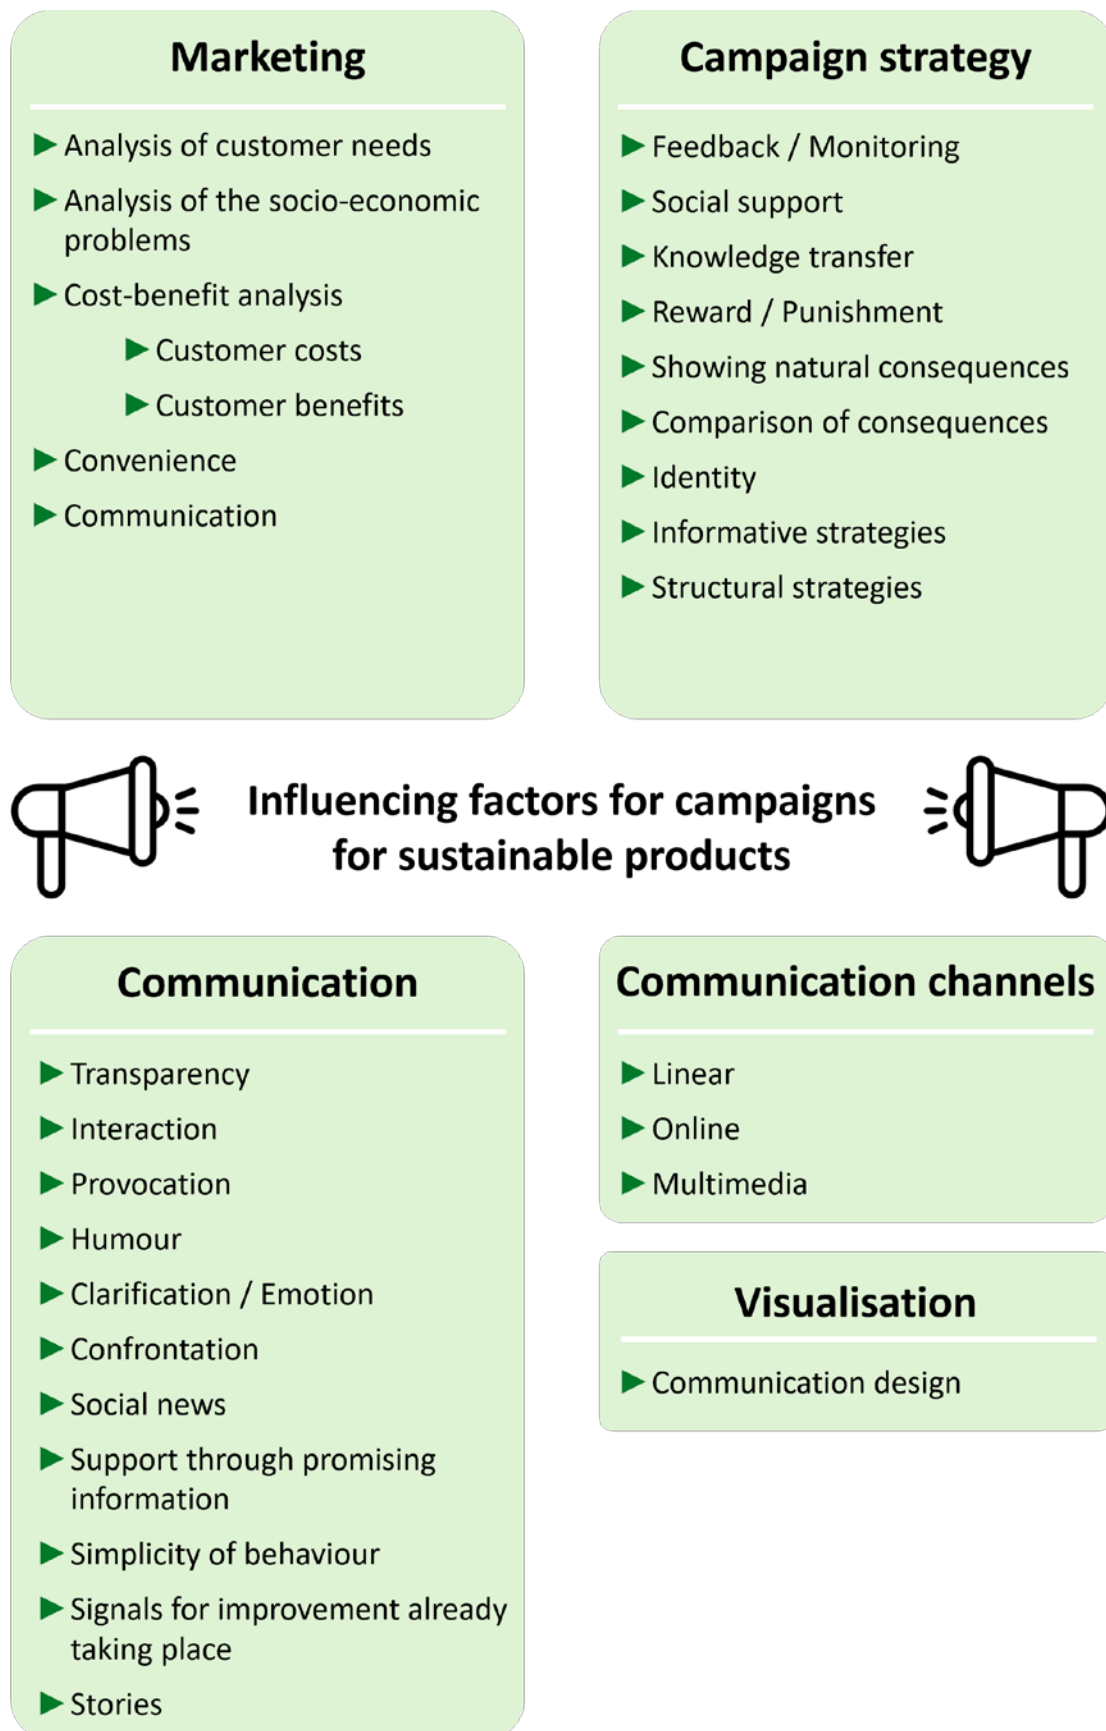 Marketing
Analysis of customer needs
Analysis of the socio-economic
problems
Cost-benefit analysis
Customer costs
Customer benefits
Convenience
Communication
Campaign strategy
Feedback / Monitoring
Social support
Knowledge transfer
Reward / Punishment
Showing natural consequences
Comparison of consequences
Identity
Informative strategies
Structural strategies
Influencing factors for campaigns
for sustainable products
Communication
Transparency
Interaction
Provocation
Humour
Clarification / Emotion
Confrontation
Social news
Support through promising
information
Simplicity of behaviour
Signals for improvement already
taking place
Stories
Communication channels
Linear
Online
Multimedia
Visualisation
Communication design